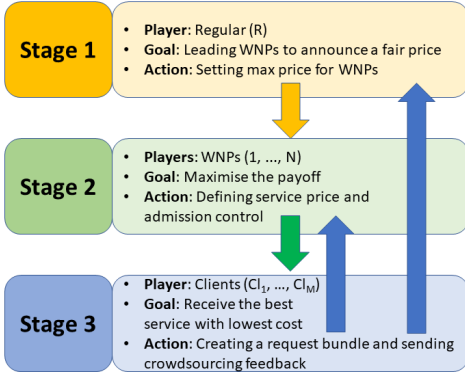 Stage 1
• Player: Regular (R)
• Goal: Leading WNPs to announce a fair price
• Action: Setting max price for WNPs
Stage 2
• Players: WNPs (1, ..., N)
• Goal: Maximise the payoff
• Action: Defining service price and
admission control
Stage 3
• Player: Clients (Cl₁, ..., Clₘ)
• Goal: Receive the best
service with lowest cost
• Action: Creating a request bundle and sending
crowdsourcing feedback